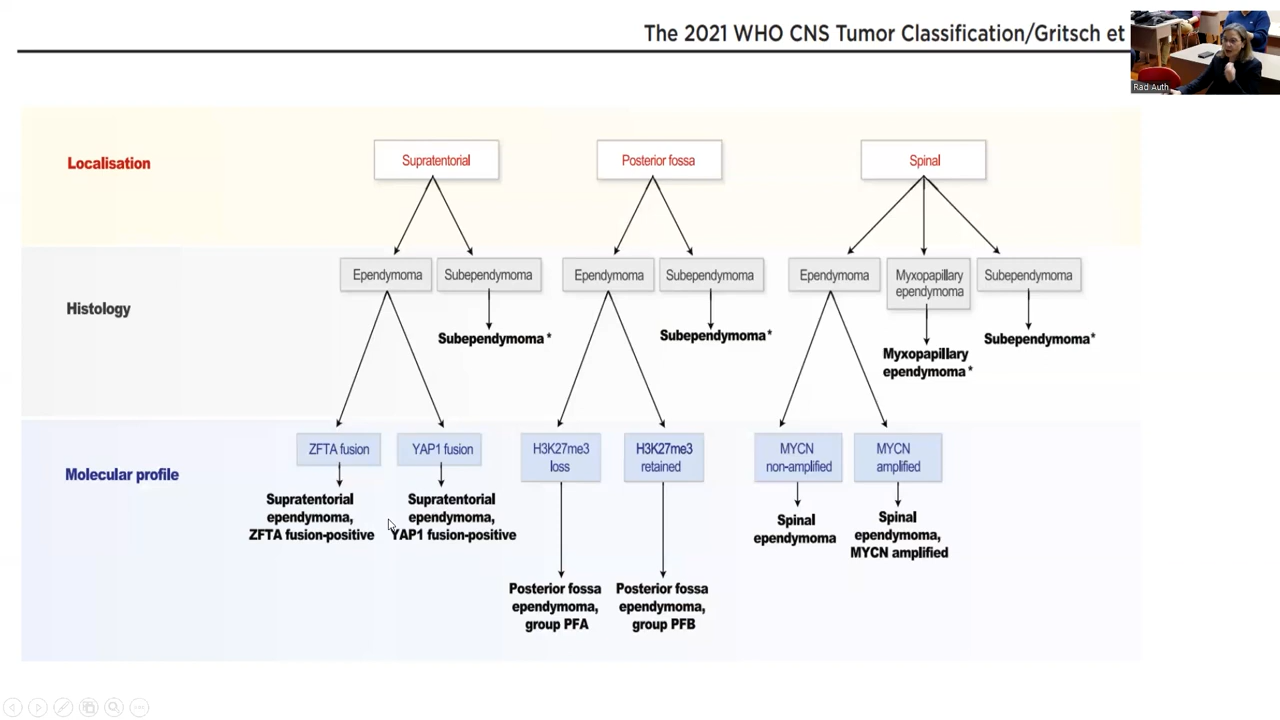 The 2021 WHO CNS Tumor Classification/Gritsch et
Rad Auth
Localisation
Supratentorial
Posterior fossa
Spinal
Histology
Ependymoma
Subependymoma
Ependymoma
Subependymoma
Ependymoma
Myxopapillary
ependymoma
Subependymoma
Subependymoma *
Subependymoma *
Myxopapillary
ependymoma *
Subependymoma *
Molecular profile
ZFTA fusion
YAP1 fusion
H3K27me3
loss
H3K27me3
retained
MYCN
non-amplified
MYCN
amplified
Supratentorial
ependymoma,
ZFTA fusion-positive
Supratentorial
ependymoma,
YAP1 fusion-positive
Posterior fossa
ependymoma,
group PFA
Posterior fossa
ependymoma,
group PFB
Spinal
ependymoma
Spinal
ependymoma,
MYCN amplified